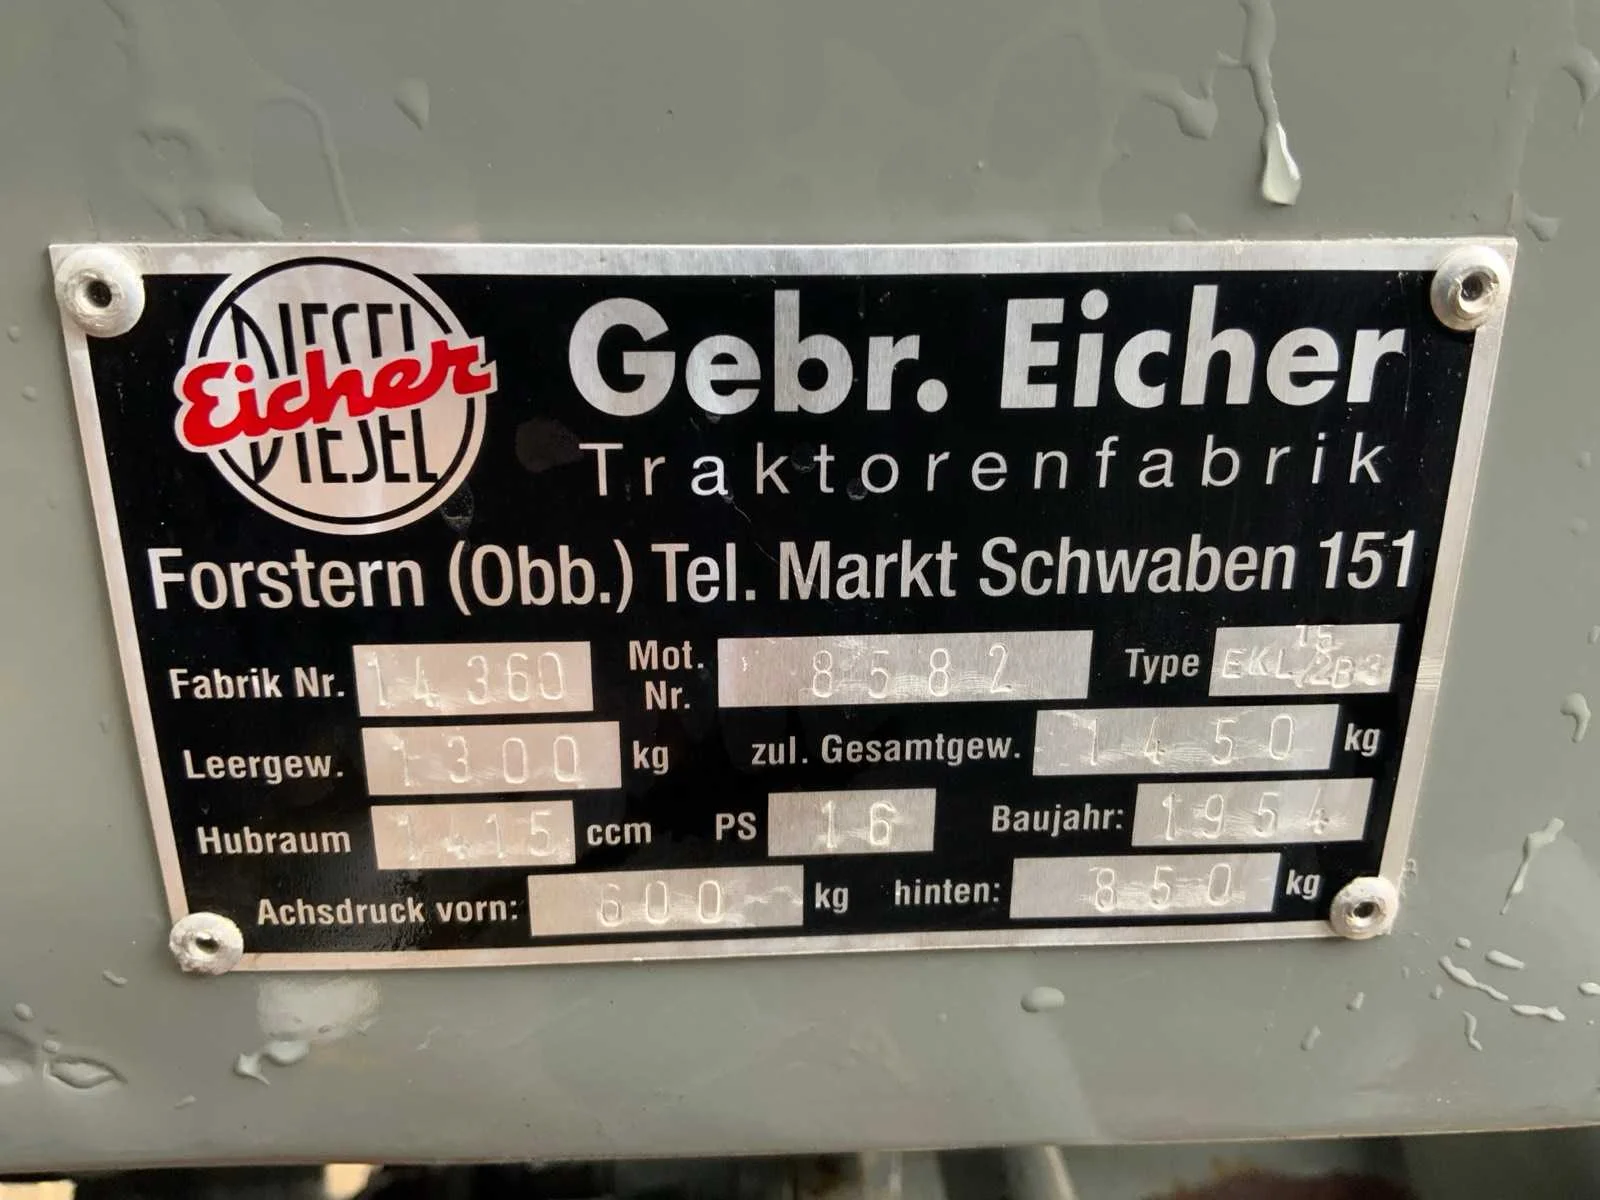 DIESEL
Eicher
DIESEL
Gebr. Eicher
Traktorenfabrik
Forstern (Obb.) Tel. Markt Schwaben 151
Fabrik Nr. 14360 Mot. Nr. 8582 Type EKL 15/2B3
Leergew. 1300 kg zul. Gesamtgew. 1450 kg
Hubraum 1415 ccm PS 16 Baujahr: 1954
Achsdruck vorn: 600 kg hinten: 850 kg